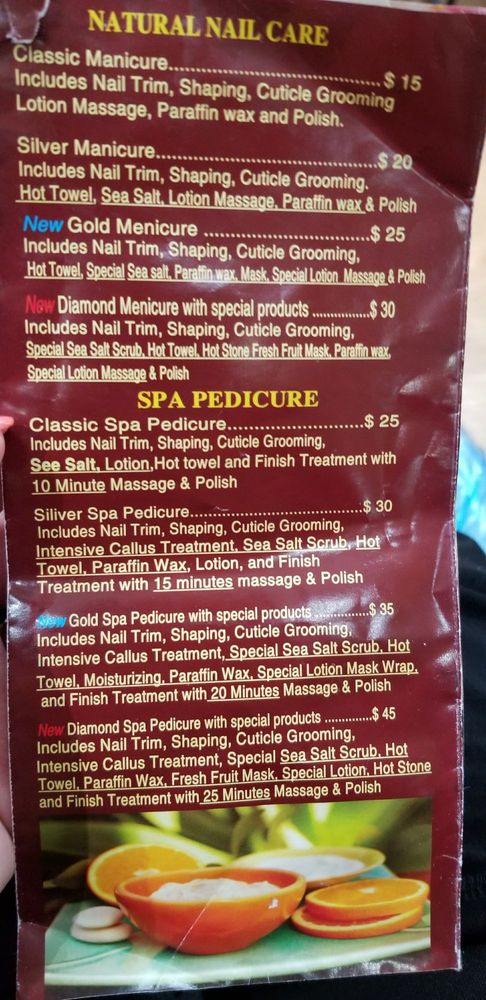 NATURAL NAIL CARE
Classic Manicure....................................... $ 15
Includes Nail Trim, Shaping, Cuticle Grooming
Lotion Massage, Paraffin wax and Polish.
Silver Manicure.........................................$ 20
Includes Nail Trim, Shaping, Cuticle Grooming.
Hot Towel, Sea Salt, Lotion Massage, Paraffin wax & Polish
New Gold Menicure ...............................$ 25
Includes Nail Trim, Shaping, Cuticle Grooming,
Hot Towel, Special Sea salt, Paraffin wax, Mask, Special Lotion Massage & Polish
New Diamond Menicure with special products ................$ 30
Includes Nail Trim, Shaping, Cuticle Grooming,
Special Sea Salt Scrub, Hot Towel, Hot Stone Fresh Fruit Mask, Paraffin wax,
Special Lotion Massage & Polish
SPA PEDICURE
Classic Spa Pedicure.........................$ 25
Includes Nail Trim, Shaping, Cuticle Grooming,
See Salt, Lotion,Hot towel and Finish Treatment with
10 Minute Massage & Polish
Siliver Spa Pedicure......................................$ 30
Includes Nail Trim, Shaping, Cuticle Grooming,
Intensive Callus Treatment, Sea Salt Scrub, Hot
Towel, Paraffin Wax, Lotion, and Finish
Treatment with 15 minutes massage & Polish
New Gold Spa Pedicure with special products ..............$ 35
Includes Nail Trim, Shaping, Cuticle Grooming,
Intensive Callus Treatment, Special Sea Salt Scrub, Hot
Towel, Moisturizing, Paraffin Wax, Special Lotion Mask Wrap,
and Finish Treatment with 20 Minutes Massage & Polish
New Diamond Spa Pedicure with special products ..............$ 45
Includes Nail Trim, Shaping, Cuticle Grooming,
Intensive Callus Treatment, Special Sea Salt Scrub, Hot
Towel, Paraffin Wax, Fresh Fruit Mask, Special Lotion, Hot Stone
and Finish Treatment with 25 Minutes Massage & Polish